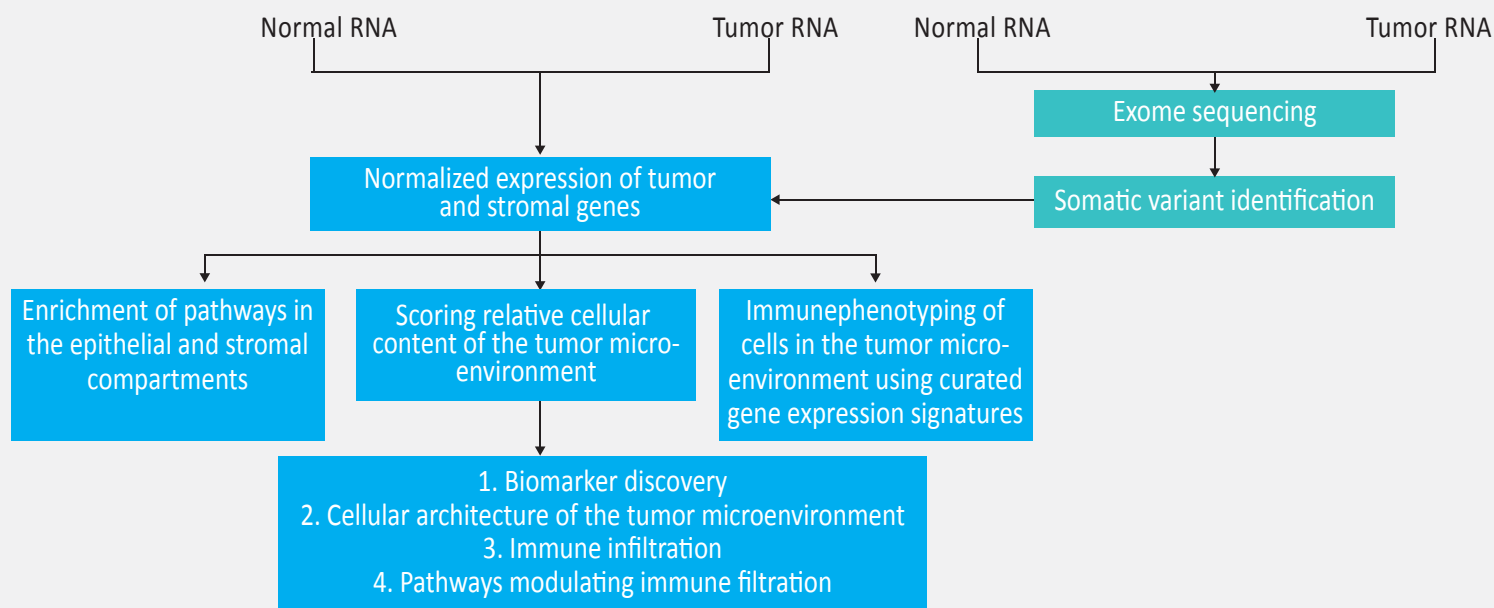 Normal RNA
Tumor RNA
Normal RNA
Tumor RNA
Exome sequencing
Normalized expression of tumor
and stromal genes
Somatic variant identification
Enrichment of pathways in
the epithelial and stromal
compartments
Scoring relative cellular
content of the tumor micro-
environment
Immunephenotyping of
cells in the tumor micro-
environment using curated
gene expression signatures
1. Biomarker discovery
2. Cellular architecture of the tumor microenvironment
3. Immune infiltration
4. Pathways modulating immune filtration